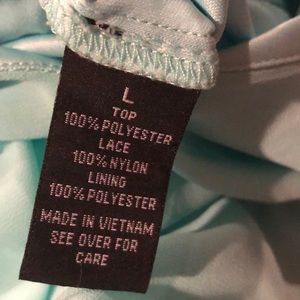 L
TOP
100% POLYESTER
LACE
100% NYLON
LINING
100% POLYESTER
MADE IN VIETNAM
SEE OVER FOR
CARE